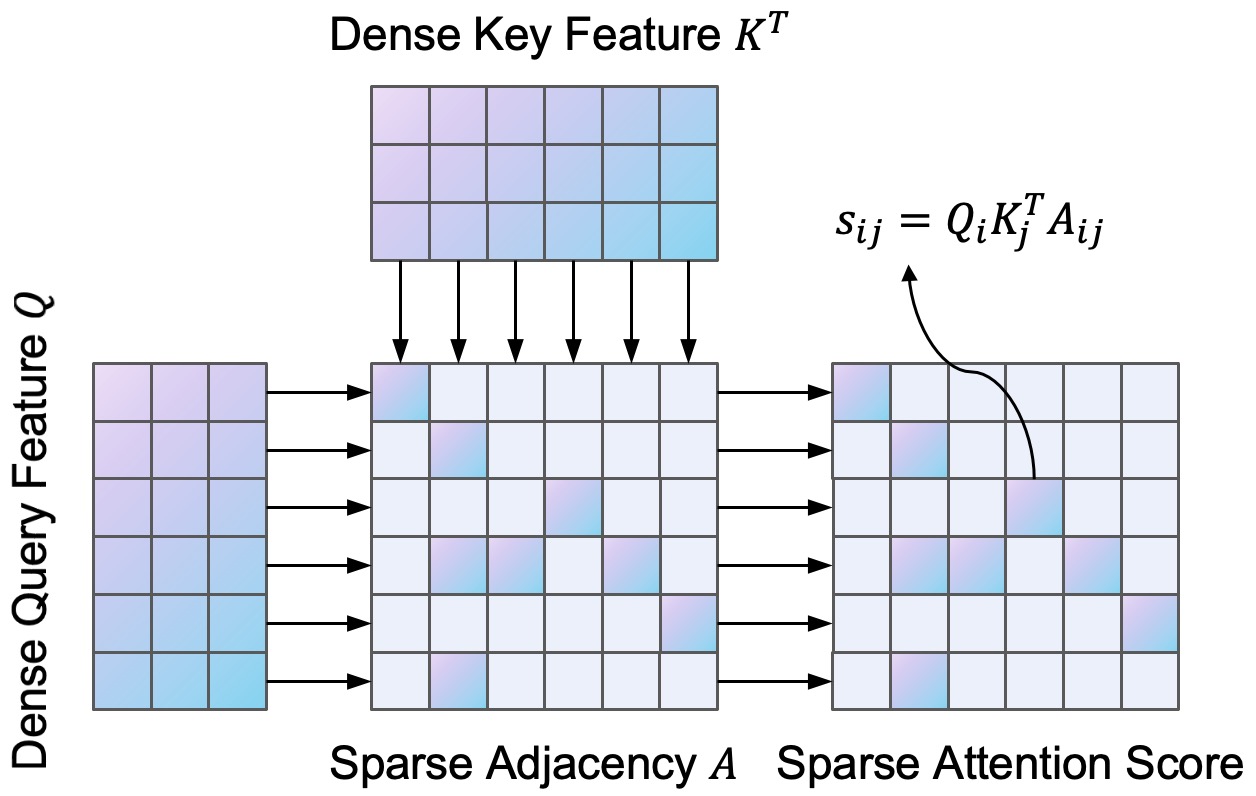 Dense Key Feature $K^T$
$s_{ij} = Q_i K_j^T A_{ij}$
Dense Query Feature $Q$
Sparse Adjacency $A$
Sparse Attention Score